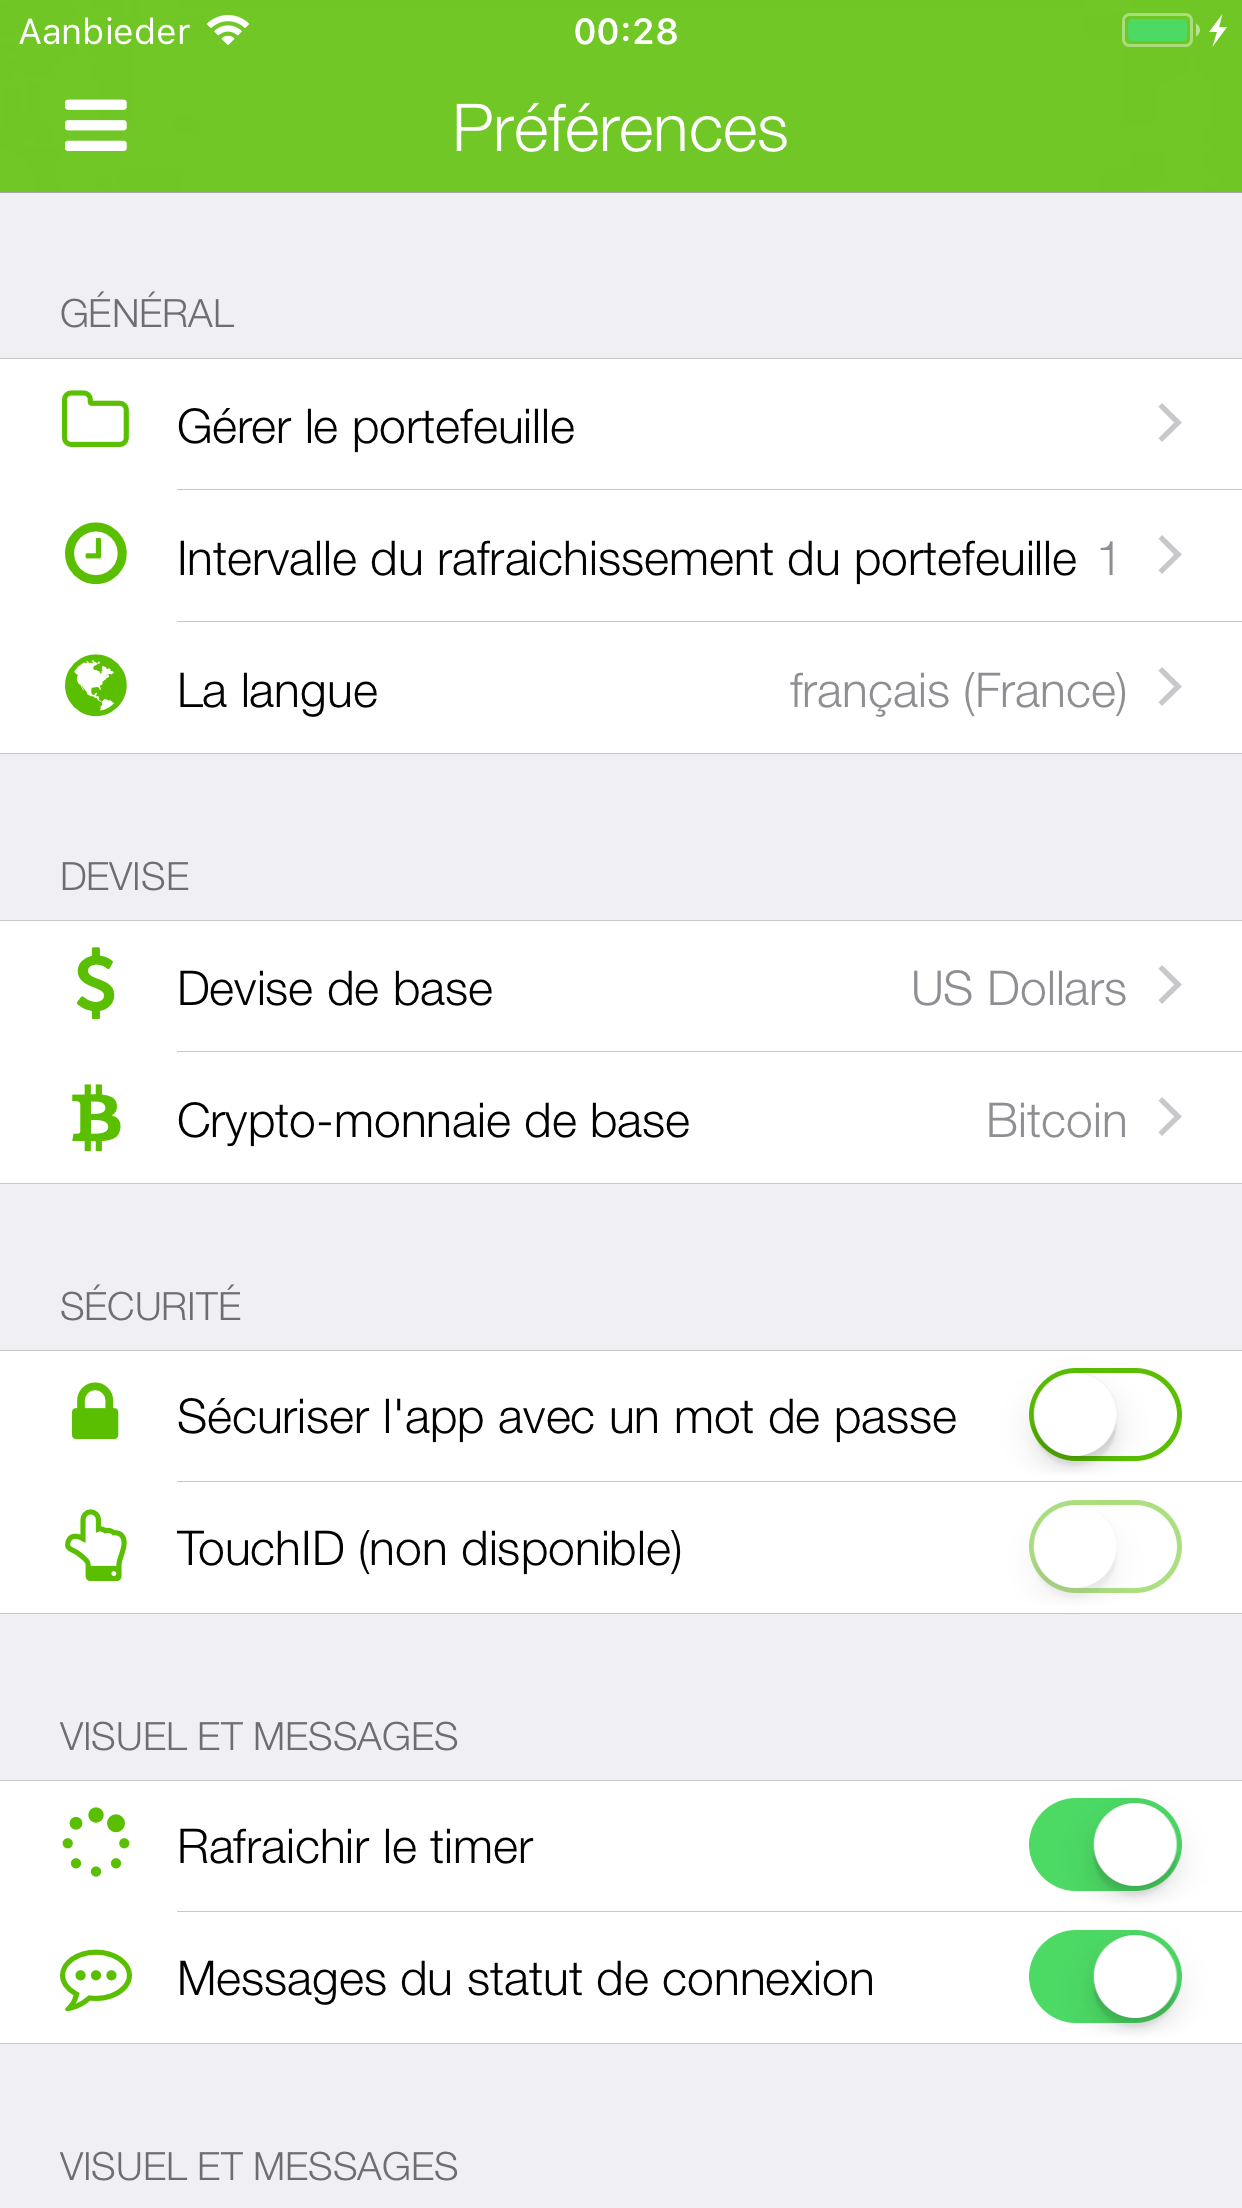 Aanbieder 00:28
Préférences
GÉNÉRAL
Gérer le portefeuille
Intervalle du rafraichissement du portefeuille 1
La langue français (France)
DEVISE
Devise de base US Dollars
Crypto-monnaie de base Bitcoin
SÉCURITÉ
Sécuriser l'app avec un mot de passe
TouchID (non disponible)
VISUEL ET MESSAGES
Rafraichir le timer
Messages du statut de connexion
VISUEL ET MESSAGES